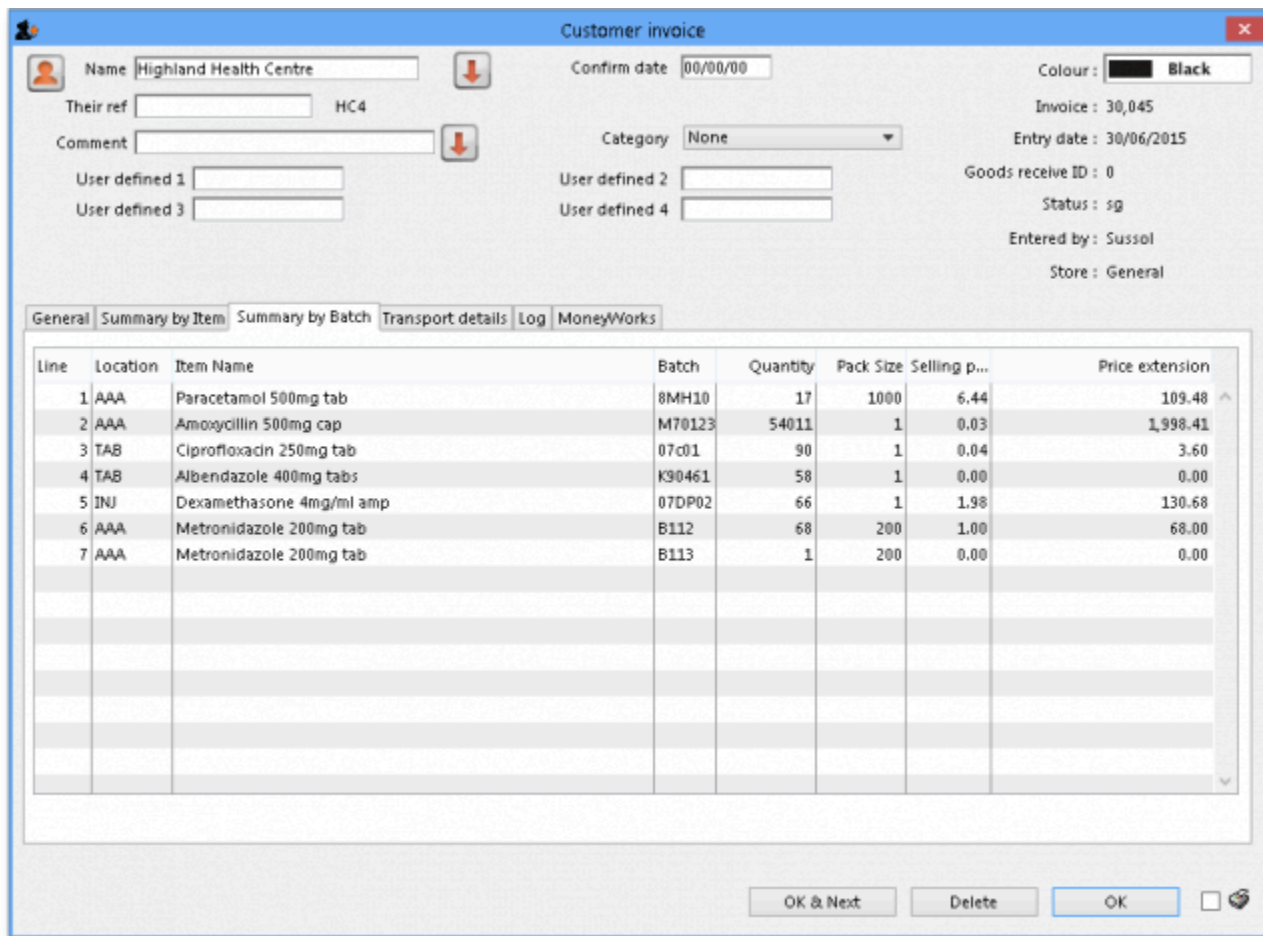 Customer invoice
Name Highland Health Centre Confirm date 00/00/00 Colour : Black
Their ref HC4 Invoice : 30,045
Comment Category None Entry date : 30/06/2015
User defined 1 User defined 2 Goods receive ID : 0
User defined 3 User defined 4 Status : sg
Entered by : Sussol
Store : General
General Summary by Item Summary by Batch Transport details Log MoneyWorks
Line Location Item Name Batch Quantity Pack Size Selling p... Price extension
1 AAA Paracetamol 500mg tab 8MH10 17 1000 6.44 109.48
2 AAA Amoxycillin 500mg cap M70123 54011 1 0.03 1,998.41
3 TAB Ciprofloxacin 250mg tab 07c01 90 1 0.04 3.60
4 TAB Albendazole 400mg tabs K90461 58 1 0.00 0.00
5 INJ Dexamethasone 4mg/ml amp 07DP02 66 1 1.98 130.68
6 AAA Metronidazole 200mg tab B112 68 200 1.00 68.00
7 AAA Metronidazole 200mg tab B113 1 200 0.00 0.00
OK & Next Delete OK